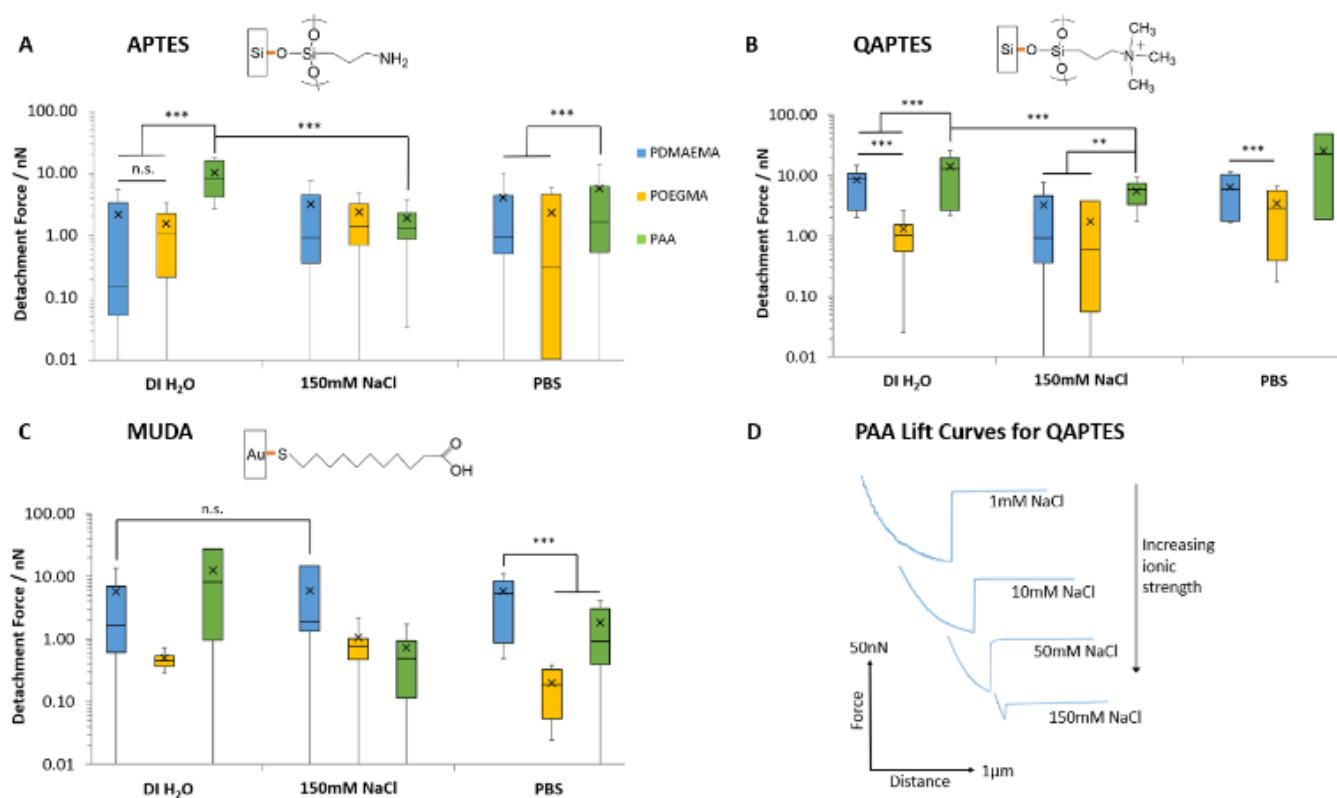 A APTES
Si O Si O O NH2
*** *** ***
n.s.
100.00
10.00
1.00
0.10
0.01
Detachment Force / nN
DI H2O 150mM NaCl PBS
PDMAEMA
POEGMA
PAA
B QAPTES
Si O Si O O N + CH3 CH3 CH3
*** *** *** ** ***
100.00
10.00
1.00
0.10
0.01
Detachment Force / nN
DI H2O 150mM NaCl PBS
C MUDA
Au S O OH
n.s. ***
100.00
10.00
1.00
0.10
0.01
Detachment Force / nN
DI H2O 150mM NaCl PBS
D PAA Lift Curves for QAPTES
1mM NaCl
10mM NaCl
50mM NaCl
150mM NaCl
Increasing
ionic
strength
50nN
Force
Distance
1μm